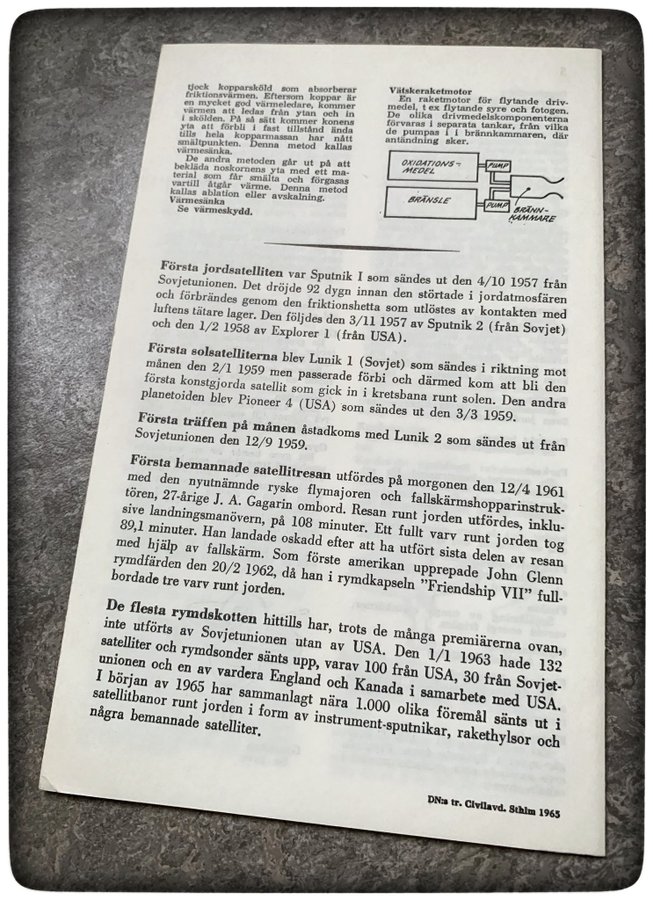 tjock kopparsköld som absorberar
friktionsvärmen. Eftersom koppar är
en mycket god värmeledare, kommer
värmen att ledas från ytan och in
i skölden. På så sätt kommer konens
yta att förbli i fast tillstånd ända
tills hela kopparmassan har nått
smältpunkten. Denna metod kallas
värmesänka.
De andra metoden går ut på att
bekläda noskornens yta med ett ma-
terial som får smälta och förgasas
vartill åtgår värme. Denna metod
kallas ablation eller avskalning.
Värmesänka
Se värmeskydd.
Vätskeraketmotor
En raketmotor för flytande driv-
medel, t ex flytande syre och fotogen.
De olika drivmedelskomponenterna
förvaras i separata tankar, från vilka
de pumpas i i brännkammaren, där
antändning sker.
OXIDATIONS-
MEDEL
PUMP
BRÄNSLE
PUMP
BRÄNN-
KAMMARE
Första jordsatelliten var Sputnik I som sändes ut den 4/10 1957 från
Sovjetunionen. Det dröjde 92 dygn innan den störtade i jordatmosfären
och förbrändes genom den friktionshetta som utlöstes av kontakten med
luftens tätare lager. Den följdes den 3/11 1957 av Sputnik 2 (från Sovjet)
och den 1/2 1958 av Explorer 1 (från USA).
Första solsatelliterna blev Lunik 1 (Sovjet) som sändes i riktning mot
månen den 2/1 1959 men passerade förbi och därmed kom att bli den
första konstgjorda satellit som gick in i kretsbana runt solen. Den andra
planetoiden blev Pioneer 4 (USA) som sändes ut den 3/3 1959.
Första träffen på månen åstadkoms med Lunik 2 som sändes ut från
Sovjetunionen den 12/9 1959.
Första bemannade satellitresan utfördes på morgonen den 12/4 1961
med den nyutnämnde ryske flymajoren och fallskärmshopparinstruk-
tören, 27-årige J. A. Gagarin ombord. Resan runt jorden utfördes, inklu-
sive landningsmanövern, på 108 minuter. Ett fullt varv runt jorden tog
89,1 minuter. Han landade oskadd efter att ha utfört sista delen av resan
med hjälp av fallskärm. Som förste amerikan upprepade John Glenn
rymdfärden den 20/2 1962, då han i rymdkapseln ”Friendship VII” full-
bordade tre varv runt jorden.
De flesta rymdskotten hittills har, trots de många premiärerna ovan,
inte utförts av Sovjetunionen utan av USA. Den 1/1 1963 hade 132
satelliter och rymdsonder sänts upp, varav 100 från USA, 30 från Sovjet-
unionen och en av vardera England och Kanada i samarbete med USA.
I början av 1965 har sammanlagt nära 1.000 olika föremål sänts ut i
satellitbanor runt jorden i form av instrument-sputnikar, rakethylsor och
några bemannade satelliter.
DN:s tr. Civilavd. Sthlm 1965